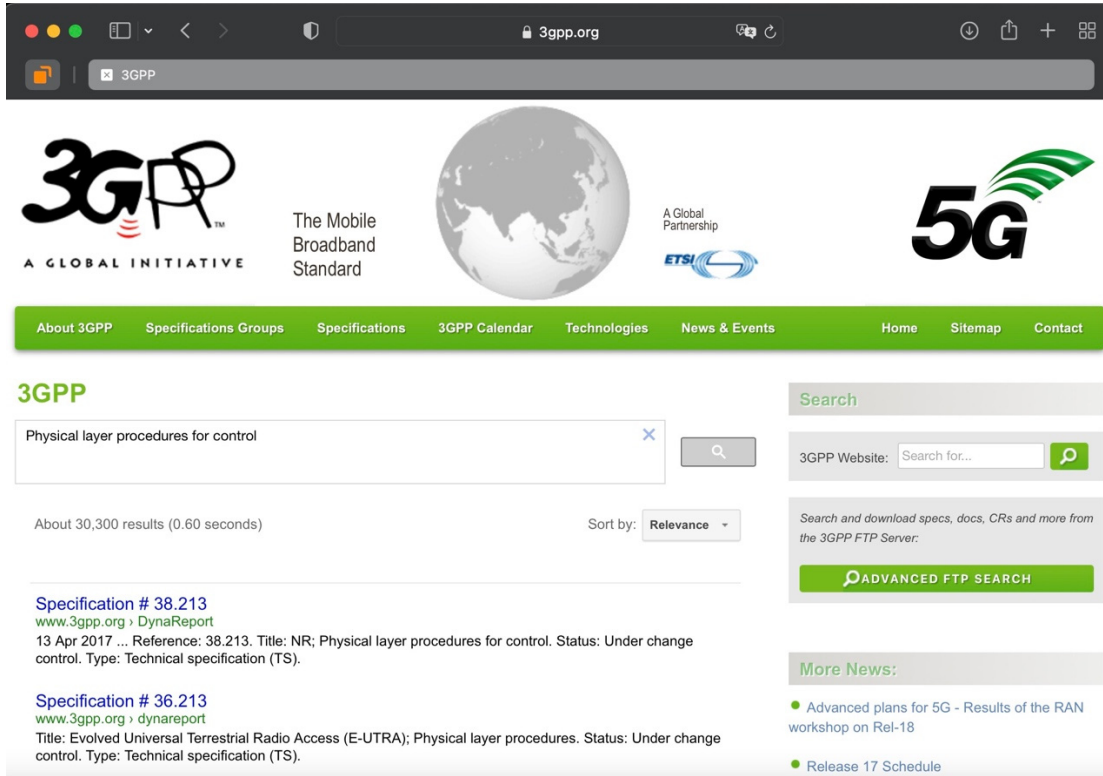 3gpp.org
3GPP
3GPP™
A GLOBAL INITIATIVE
The Mobile
Broadband
Standard
A Global
Partnership
ETSI
5G
About 3GPP Specifications Groups Specifications 3GPP Calendar Technologies News & Events Home Sitemap Contact
3GPP
Physical layer procedures for control
About 30,300 results (0.60 seconds)
Sort by: Relevance
Specification # 38.213
www.3gpp.org › DynaReport
13 Apr 2017 ... Reference: 38.213. Title: NR; Physical layer procedures for control. Status: Under change
control. Type: Technical specification (TS).
Specification # 36.213
www.3gpp.org › dynareport
Title: Evolved Universal Terrestrial Radio Access (E-UTRA); Physical layer procedures. Status: Under change
control. Type: Technical specification (TS).
Search
3GPP Website: Search for...
Search and download specs, docs, CRs and more from
the 3GPP FTP Server:
ADVANCED FTP SEARCH
More News:
Advanced plans for 5G - Results of the RAN
workshop on Rel-18
Release 17 Schedule